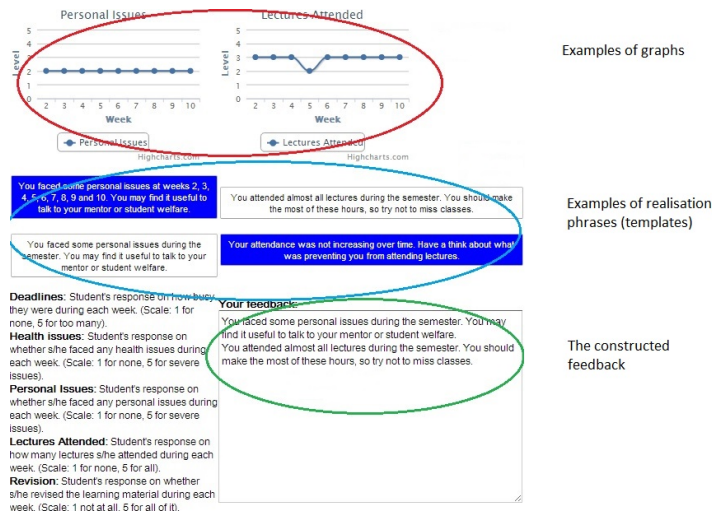 Personal Issues
5
4
3
2
1
0
Level
2 3 4 5 6 7 8 9 10
Week
Personal Issues
Highcharts.com
Lectures Attended
5
4
3
2
1
0
Level
2 3 4 5 6 7 8 9 10
Week
Lectures Attended
Highcharts.com
Examples of graphs
You faced some personal issues at weeks 2, 3,
4, 5, 6, 7, 8, 9 and 10. You may find it useful to
talk to your mentor or student welfare.
You attended almost all lectures during the semester. You should make
the most of these hours, so try not to miss classes.
You faced some personal issues during the
semester. You may find it useful to talk to your
mentor or student welfare.
Your attendance was not increasing over time. Have a think about what
was preventing you from attending lectures.
Examples of realisation
phrases (templates)
Deadlines: Student's response on how busy
they were during each week. (Scale: 1 for
none, 5 for too many).
Health issues: Student's response on
whether s/he faced any health issues during
each week. (Scale: 1 for none, 5 for severe
issues).
Personal Issues: Student's response on
whether s/he faced any personal issues during
each week. (Scale: 1 for none, 5 for severe
issues).
Lectures Attended: Student's response on
how many lectures s/he attended during each
week. (Scale: 1 for none, 5 for all).
Revision: Student's response on whether
s/he revised the learning material during each
week. (Scale: 1 not at all, 5 for all of it).
Your feedback:
You faced some personal issues during the semester. You may
find it useful to talk to your mentor or student welfare.
You attended almost all lectures during the semester. You should
make the most of these hours, so try not to miss classes.
The constructed
feedback